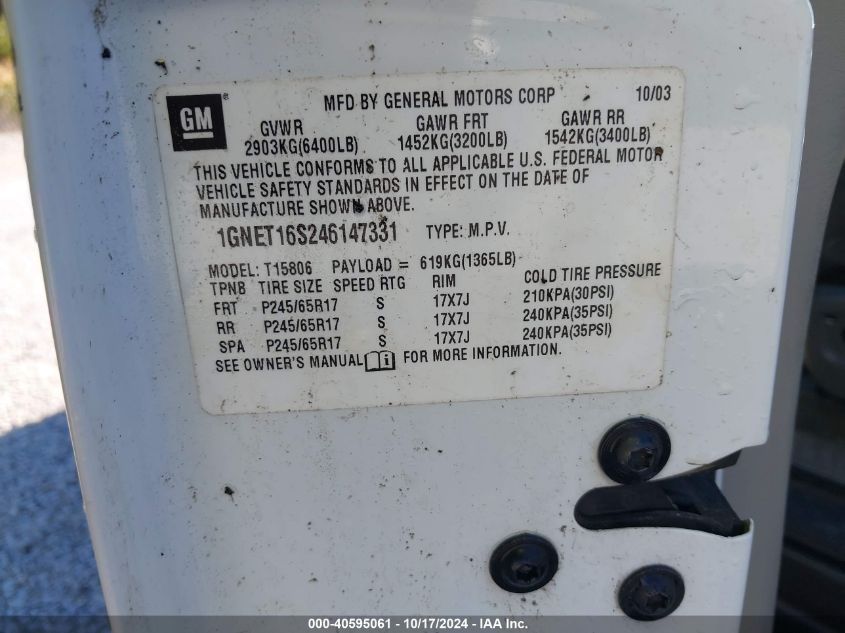 GM MFD BY GENERAL MOTORS CORP 10/03
GVWR GAWR FRT GAWR RR
2903KG(6400LB) 1452KG(3200LB) 1542KG(3400LB)
THIS VEHICLE CONFORMS TO ALL APPLICABLE U.S. FEDERAL MOTOR
VEHICLE SAFETY STANDARDS IN EFFECT ON THE DATE OF
MANUFACTURE SHOWN ABOVE.
1GNET16S246147331 TYPE: M.P.V.
MODEL: T15806 PAYLOAD = 619KG(1365LB)
TPNB TIRE SIZE SPEED RTG RIM COLD TIRE PRESSURE
FRT P245/65R17 S 17X7J 210KPA(30PSI)
RR P245/65R17 S 17X7J 240KPA(35PSI)
SPA P245/65R17 S 17X7J 240KPA(35PSI)
SEE OWNER'S MANUAL i FOR MORE INFORMATION.
000-40595061 - 10/17/2024 - IAA Inc.